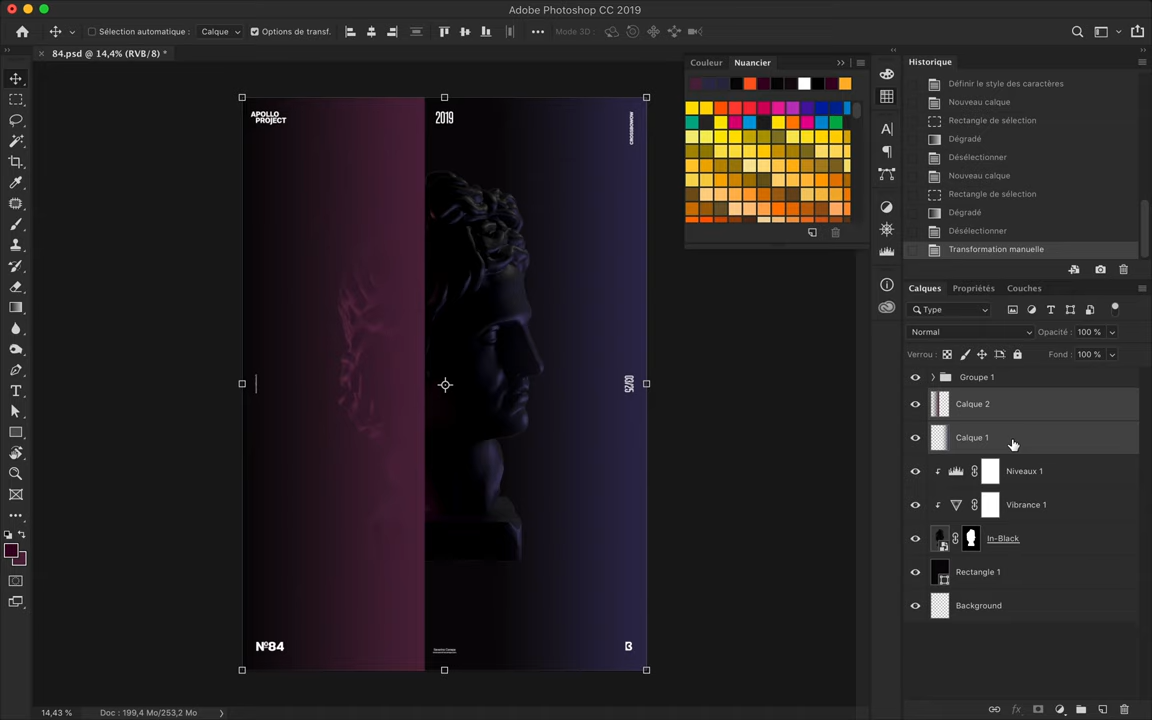 Adobe Photoshop CC 2019
Sélection automatique :
Calque
Options de transf.
•••
Mode 3D :
84.psd @ 14,4% (RVB/8) *
Couleur
Nuancier
Historique
Définir le style des caractères
Nouveau calque
Rectangle de sélection
Dégradé
Désélectionner
Nouveau calque
Rectangle de sélection
Dégradé
Désélectionner
Transformation manuelle
Calques
Propriétés
Couches
Type
Normal
Opacité : 100 %
Verrou :
Fond : 100 %
Groupe 1
Calque 2
Calque 1
Niveaux 1
Vibrance 1
In-Black
Rectangle 1
Background
APOLLO
PROJECT
2019
CROSSBOWONW
03/25
Nº84
B
14,43 %
Doc : 199,4 Mo/253,2 Mo